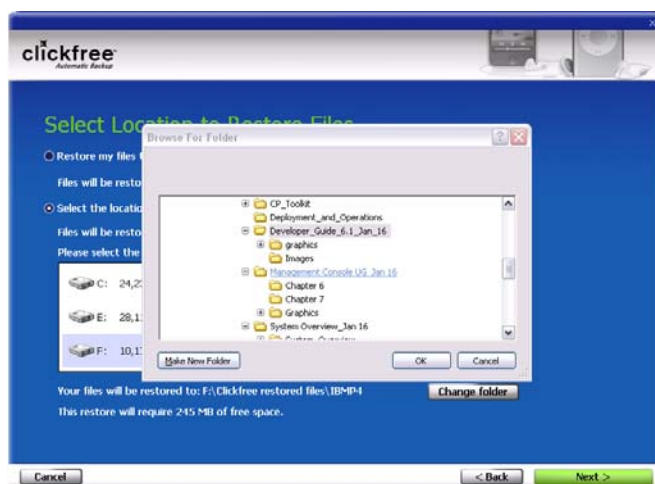 clickfree
Automatic Backup
Select Location to Restore Files
Browse For Folder
Restore my files
Files will be resto
Select the locatio
Files will be resto
Please select the
C: 24,2
E: 28,1
F: 10,1
CP_Toolkit
Deployment_and_Operations
Developer_Guide_6.1_Jan_16
graphics
Images
Management Console UG Jan 16
Chapter 6
Chapter 7
Graphics
System Overview_Jan 16
Make New Folder
OK
Cancel
Your files will be restored to: F:\Clickfree restored files\IBMP4
Change folder
This restore will require 245 MB of free space.
Cancel
< Back
Next >